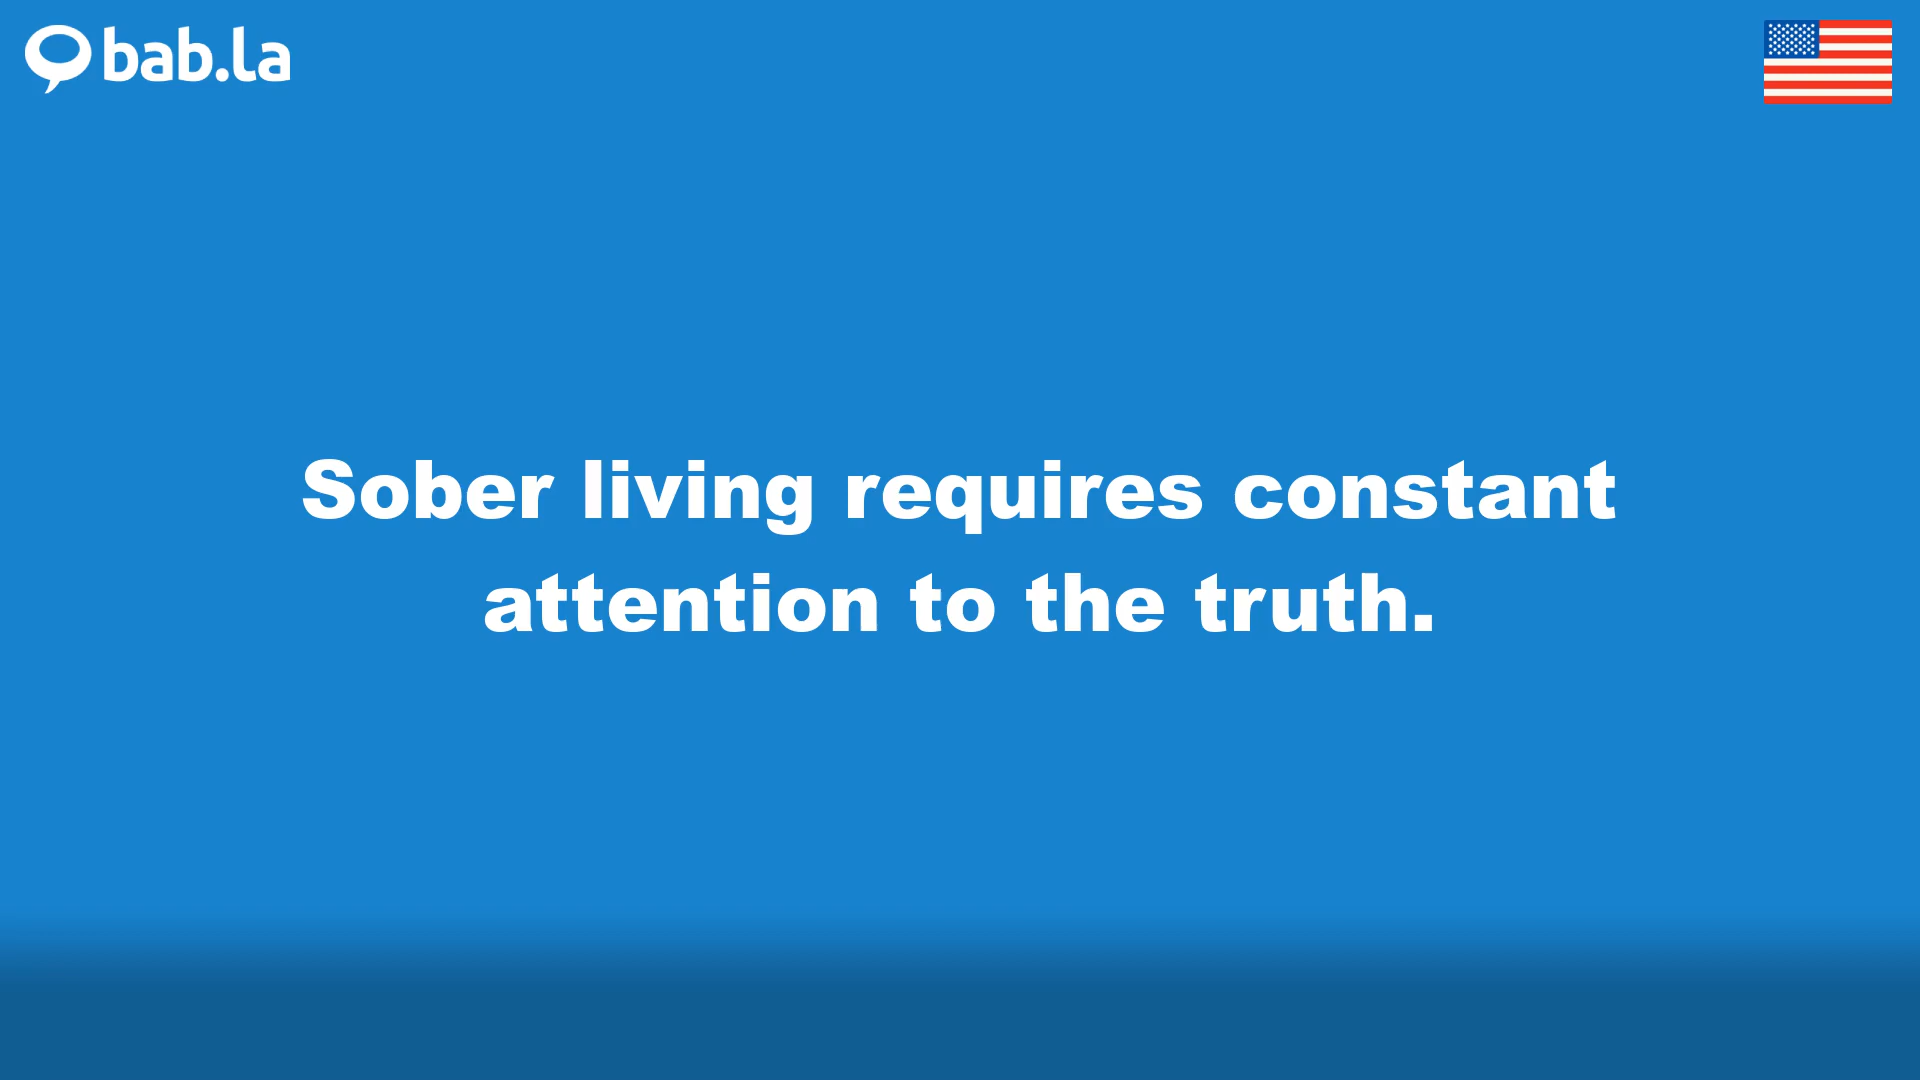 bab.la
Sober living requires constant
attention to the truth.